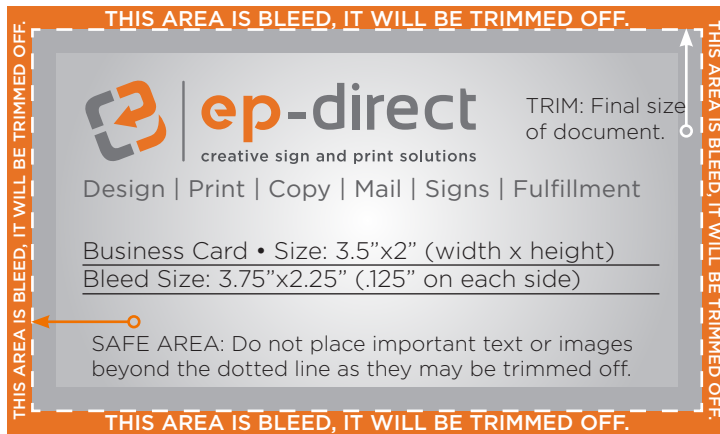 THIS AREA IS BLEED, IT WILL BE TRIMMED OFF.
THIS AREA IS BLEED, IT WILL BE TRIMMED OFF.
THIS AREA IS BLEED, IT WILL BE TRIMMED OFF.
ep-direct
creative sign and print solutions
TRIM: Final size
of document.
Design | Print | Copy | Mail | Signs | Fulfillment
Business Card • Size: 3.5”x2” (width x height)
Bleed Size: 3.75”x2.25” (.125” on each side)
SAFE AREA: Do not place important text or images
beyond the dotted line as they may be trimmed off.
THIS AREA IS BLEED, IT WILL BE TRIMMED OFF.